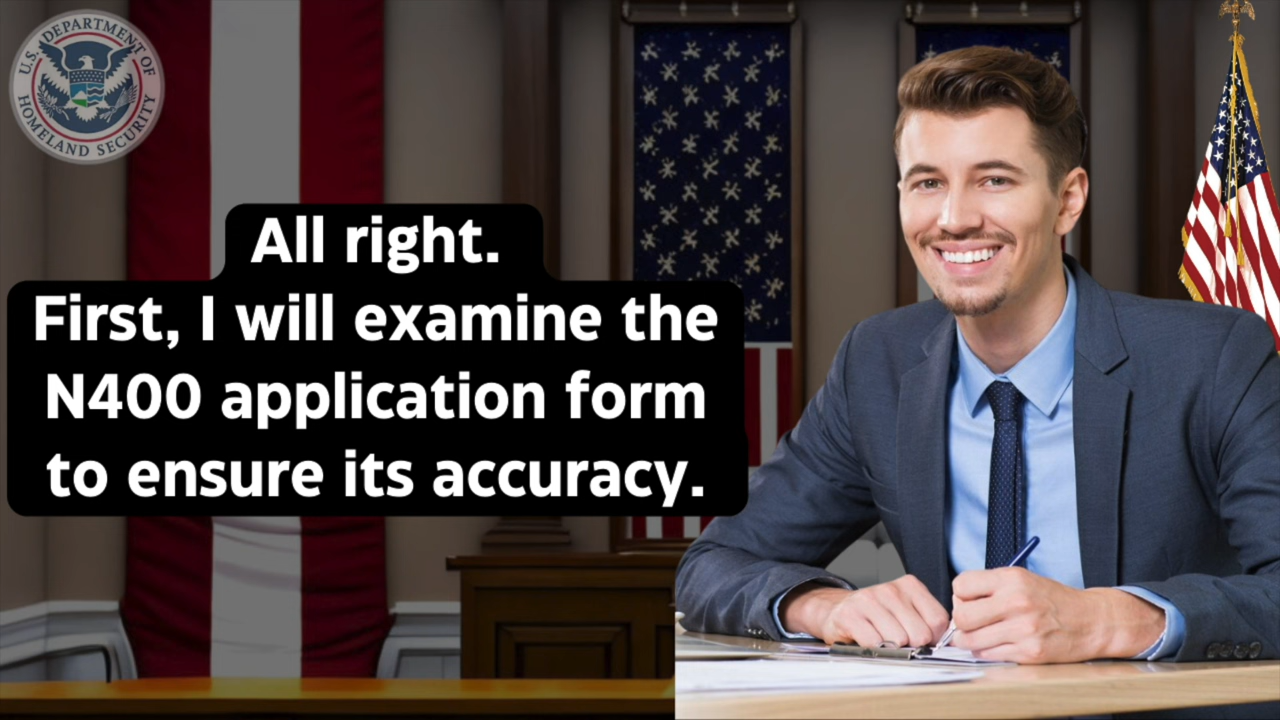 U.S. DEPARTMENT OF
HOMELAND SECURITY
All right.
First, I will examine the
N400 application form
to ensure its accuracy.